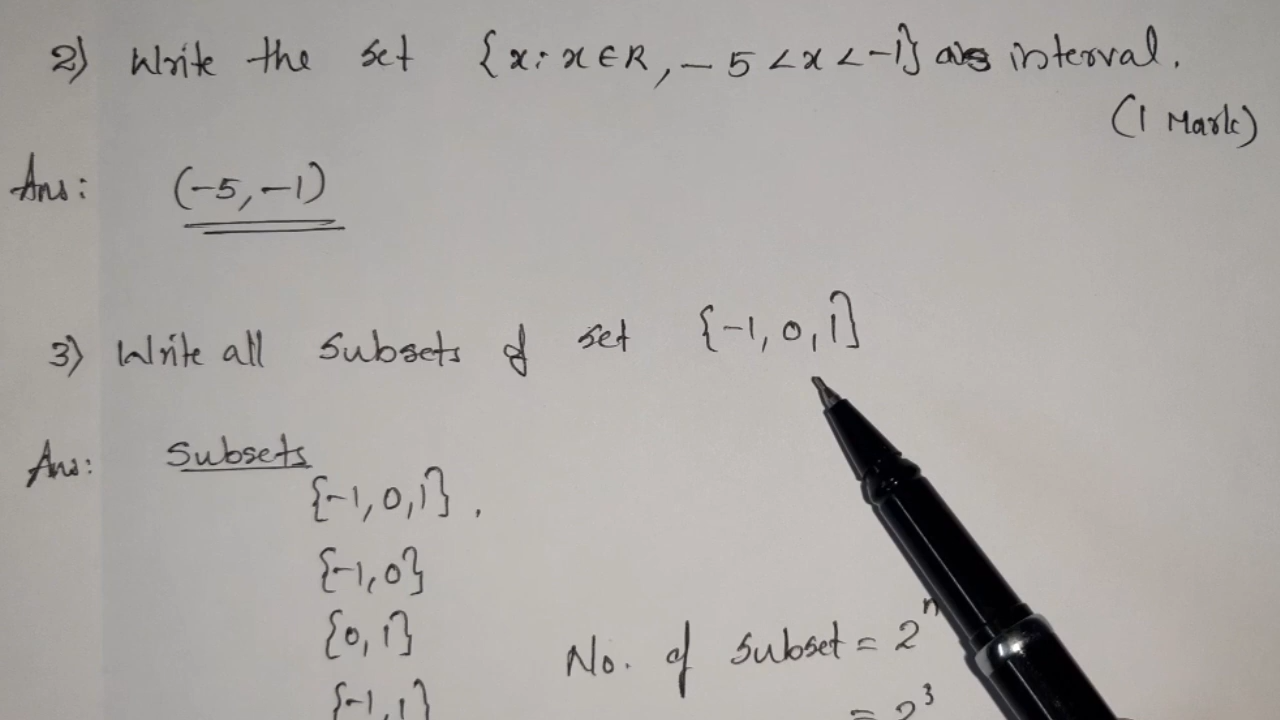 2) Write the set {x: x∈R, -5 <x< -1} as interval.
(1 Mark)
Ans: (-5, -1)
3) Write all subsets of set {-1, 0, 1}
Ans: Subsets
{-1, 0, 1},
{-1, 0}
{0, 1}
No. of subset = 2ⁿ
{-1, 1}
= 2³